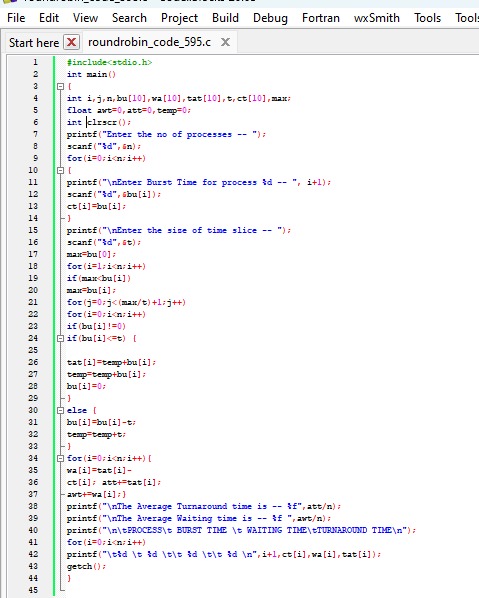 File Edit View Search Project Build Debug Fortran wxSmith Tools Tools
Start here X roundrobin_code_595.c X
1 #include<stdio.h>
2 int main()
3 {
4 int i,j,n,bu[10],wa[10],tat[10],t,ct[10],max;
5 float awt=0,att=0,temp=0;
6 int clrscr();
7 printf("Enter the no of processes -- ");
8 scanf("%d",&n);
9 for(i=0;i<n;i++)
10 {
11 printf("\nEnter Burst Time for process %d -- ", i+1);
12 scanf("%d",&bu[i]);
13 ct[i]=bu[i];
14 }
15 printf("\nEnter the size of time slice -- ");
16 scanf("%d",&t);
17 max=bu[0];
18 for(i=1;i<n;i++)
19 if(max<bu[i])
20 max=bu[i];
21 for(j=0;j<(max/t)+1;j++)
22 for(i=0;i<n;i++)
23 if(bu[i]!=0)
24 if(bu[i]<=t) {
25
26 tat[i]=temp+bu[i];
27 temp=temp+bu[i];
28 bu[i]=0;
29 }
30 else {
31 bu[i]=bu[i]-t;
32 temp=temp+t;
33 }
34 for(i=0;i<n;i++){
35 wa[i]=tat[i]-
36 ct[i]; att+=tat[i];
37 awt+=wa[i];}
38 printf("\nThe Average Turnaround time is -- %f",att/n);
39 printf("\nThe Average Waiting time is -- %f ",awt/n);
40 printf("\n\tPROCESS\t BURST TIME \t WAITING TIME\tTURNAROUND TIME\n");
41 for(i=0;i<n;i++)
42 printf("\t%d \t %d \t\t %d \t\t %d \n",i+1,ct[i],wa[i],tat[i]);
43 getch();
44 }
45